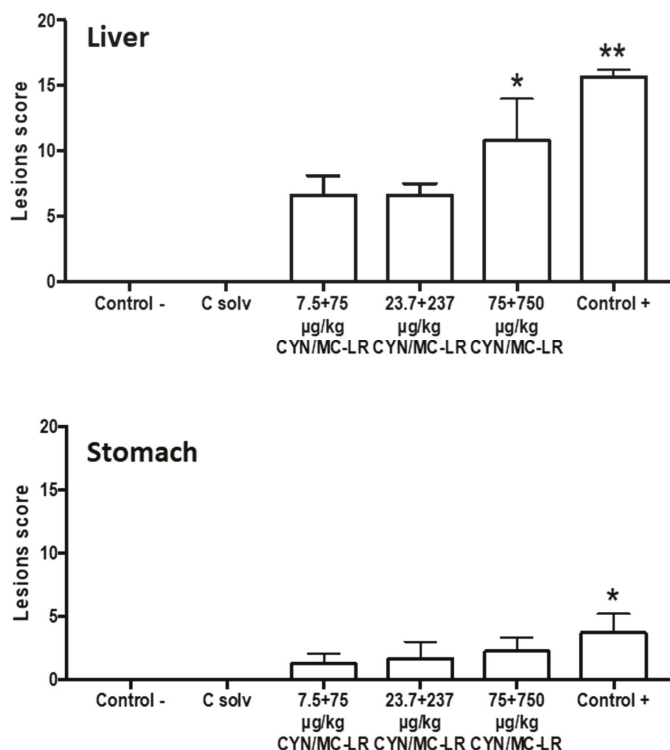 20
Liver
**
15
*
Lesions score
10
5
0
Control -
C solv
7.5+75
23.7+237
75+750
Control +
µg/kg
µg/kg
µg/kg
CYN/MC-LR
CYN/MC-LR
CYN/MC-LR
20
Stomach
15
Lesions score
10
5
*
0
Control -
C solv
7.5+75
23.7+237
75+750
Control +
µg/kg
µg/kg
µg/kg
CYN/MC-LR
CYN/MC-LR
CYN/MC-LR